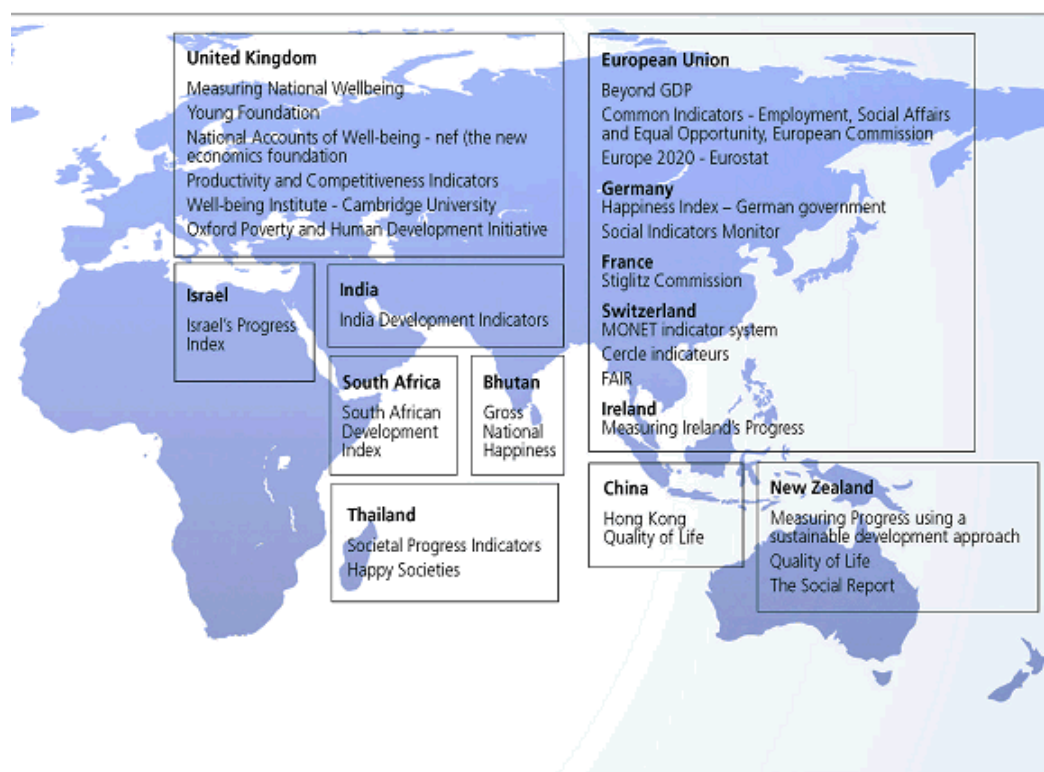 United Kingdom
Measuring National Wellbeing
Young Foundation
National Accounts of Well-being - nef (the new
economics foundation
Productivity and Competitiveness Indicators
Well-being Institute - Cambridge University
Oxford Poverty and Human Development Initiative
European Union
Beyond GDP
Common Indicators - Employment, Social Affairs
and Equal Opportunity, European Commission
Europe 2020 - Eurostat
Germany
Happiness Index – German government
Social Indicators Monitor
France
Stiglitz Commission
Switzerland
MONET indicator system
Cercle indicateurs
FAIR
Ireland
Measuring Ireland's Progress
Israel
Israel's Progress
Index
India
India Development Indicators
South Africa
South African
Development
Index
Bhutan
Gross
National
Happiness
Thailand
Societal Progress Indicators
Happy Societies
China
Hong Kong
Quality of Life
New Zealand
Measuring Progress using a
sustainable development approach
Quality of Life
The Social Report